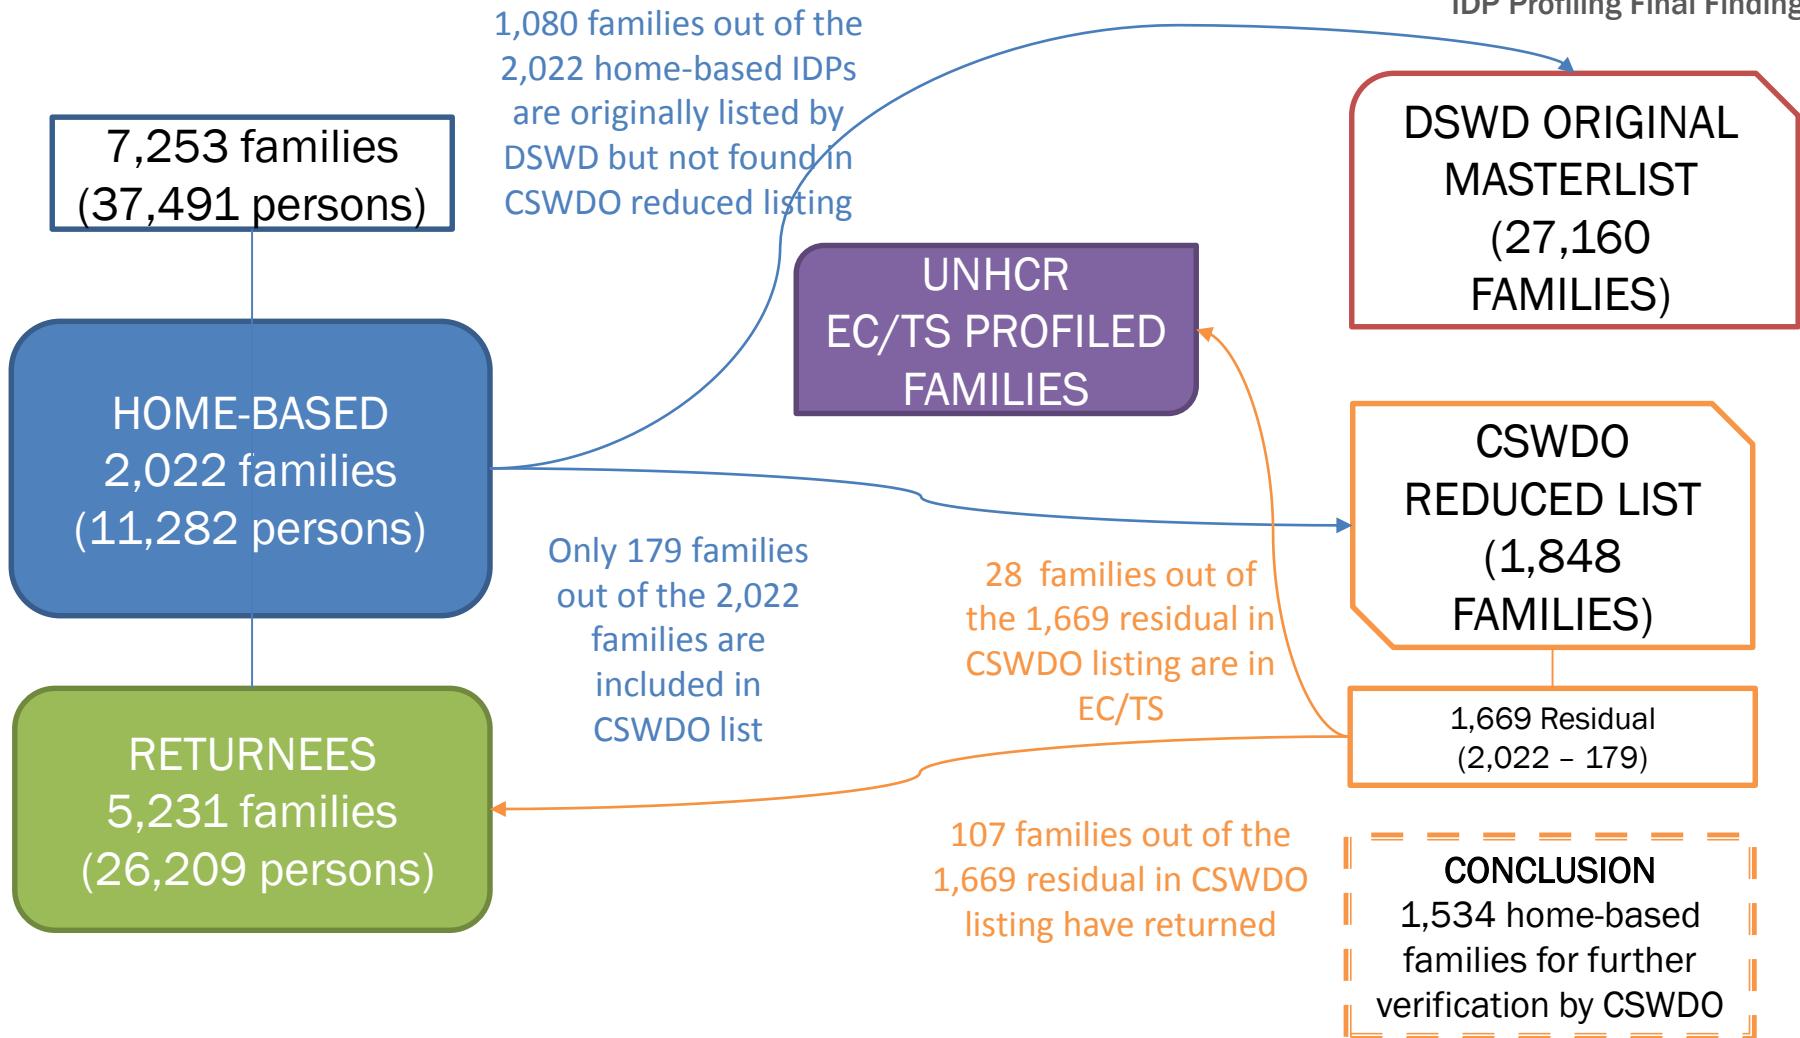 IDP Profiling Final Finding
1,080 families out of the
2,022 home-based IDPs
are originally listed by
DSWD but not found in
CSWDO reduced listing
7,253 families
(37,491 persons)
DSWD ORIGINAL
MASTERLIST
(27,160
FAMILIES)
UNHCR
EC/TS PROFILED
FAMILIES
HOME-BASED
2,022 families
(11,282 persons)
CSWDO
REDUCED LIST
(1,848
FAMILIES)
Only 179 families
out of the 2,022
families are
included in
CSWDO list
28 families out of
the 1,669 residual in
CSWDO listing are in
EC/TS
1,669 Residual
(2,022 – 179)
RETURNEES
5,231 families
(26,209 persons)
107 families out of the
1,669 residual in CSWDO
listing have returned
CONCLUSION
1,534 home-based
families for further
verification by CSWDO